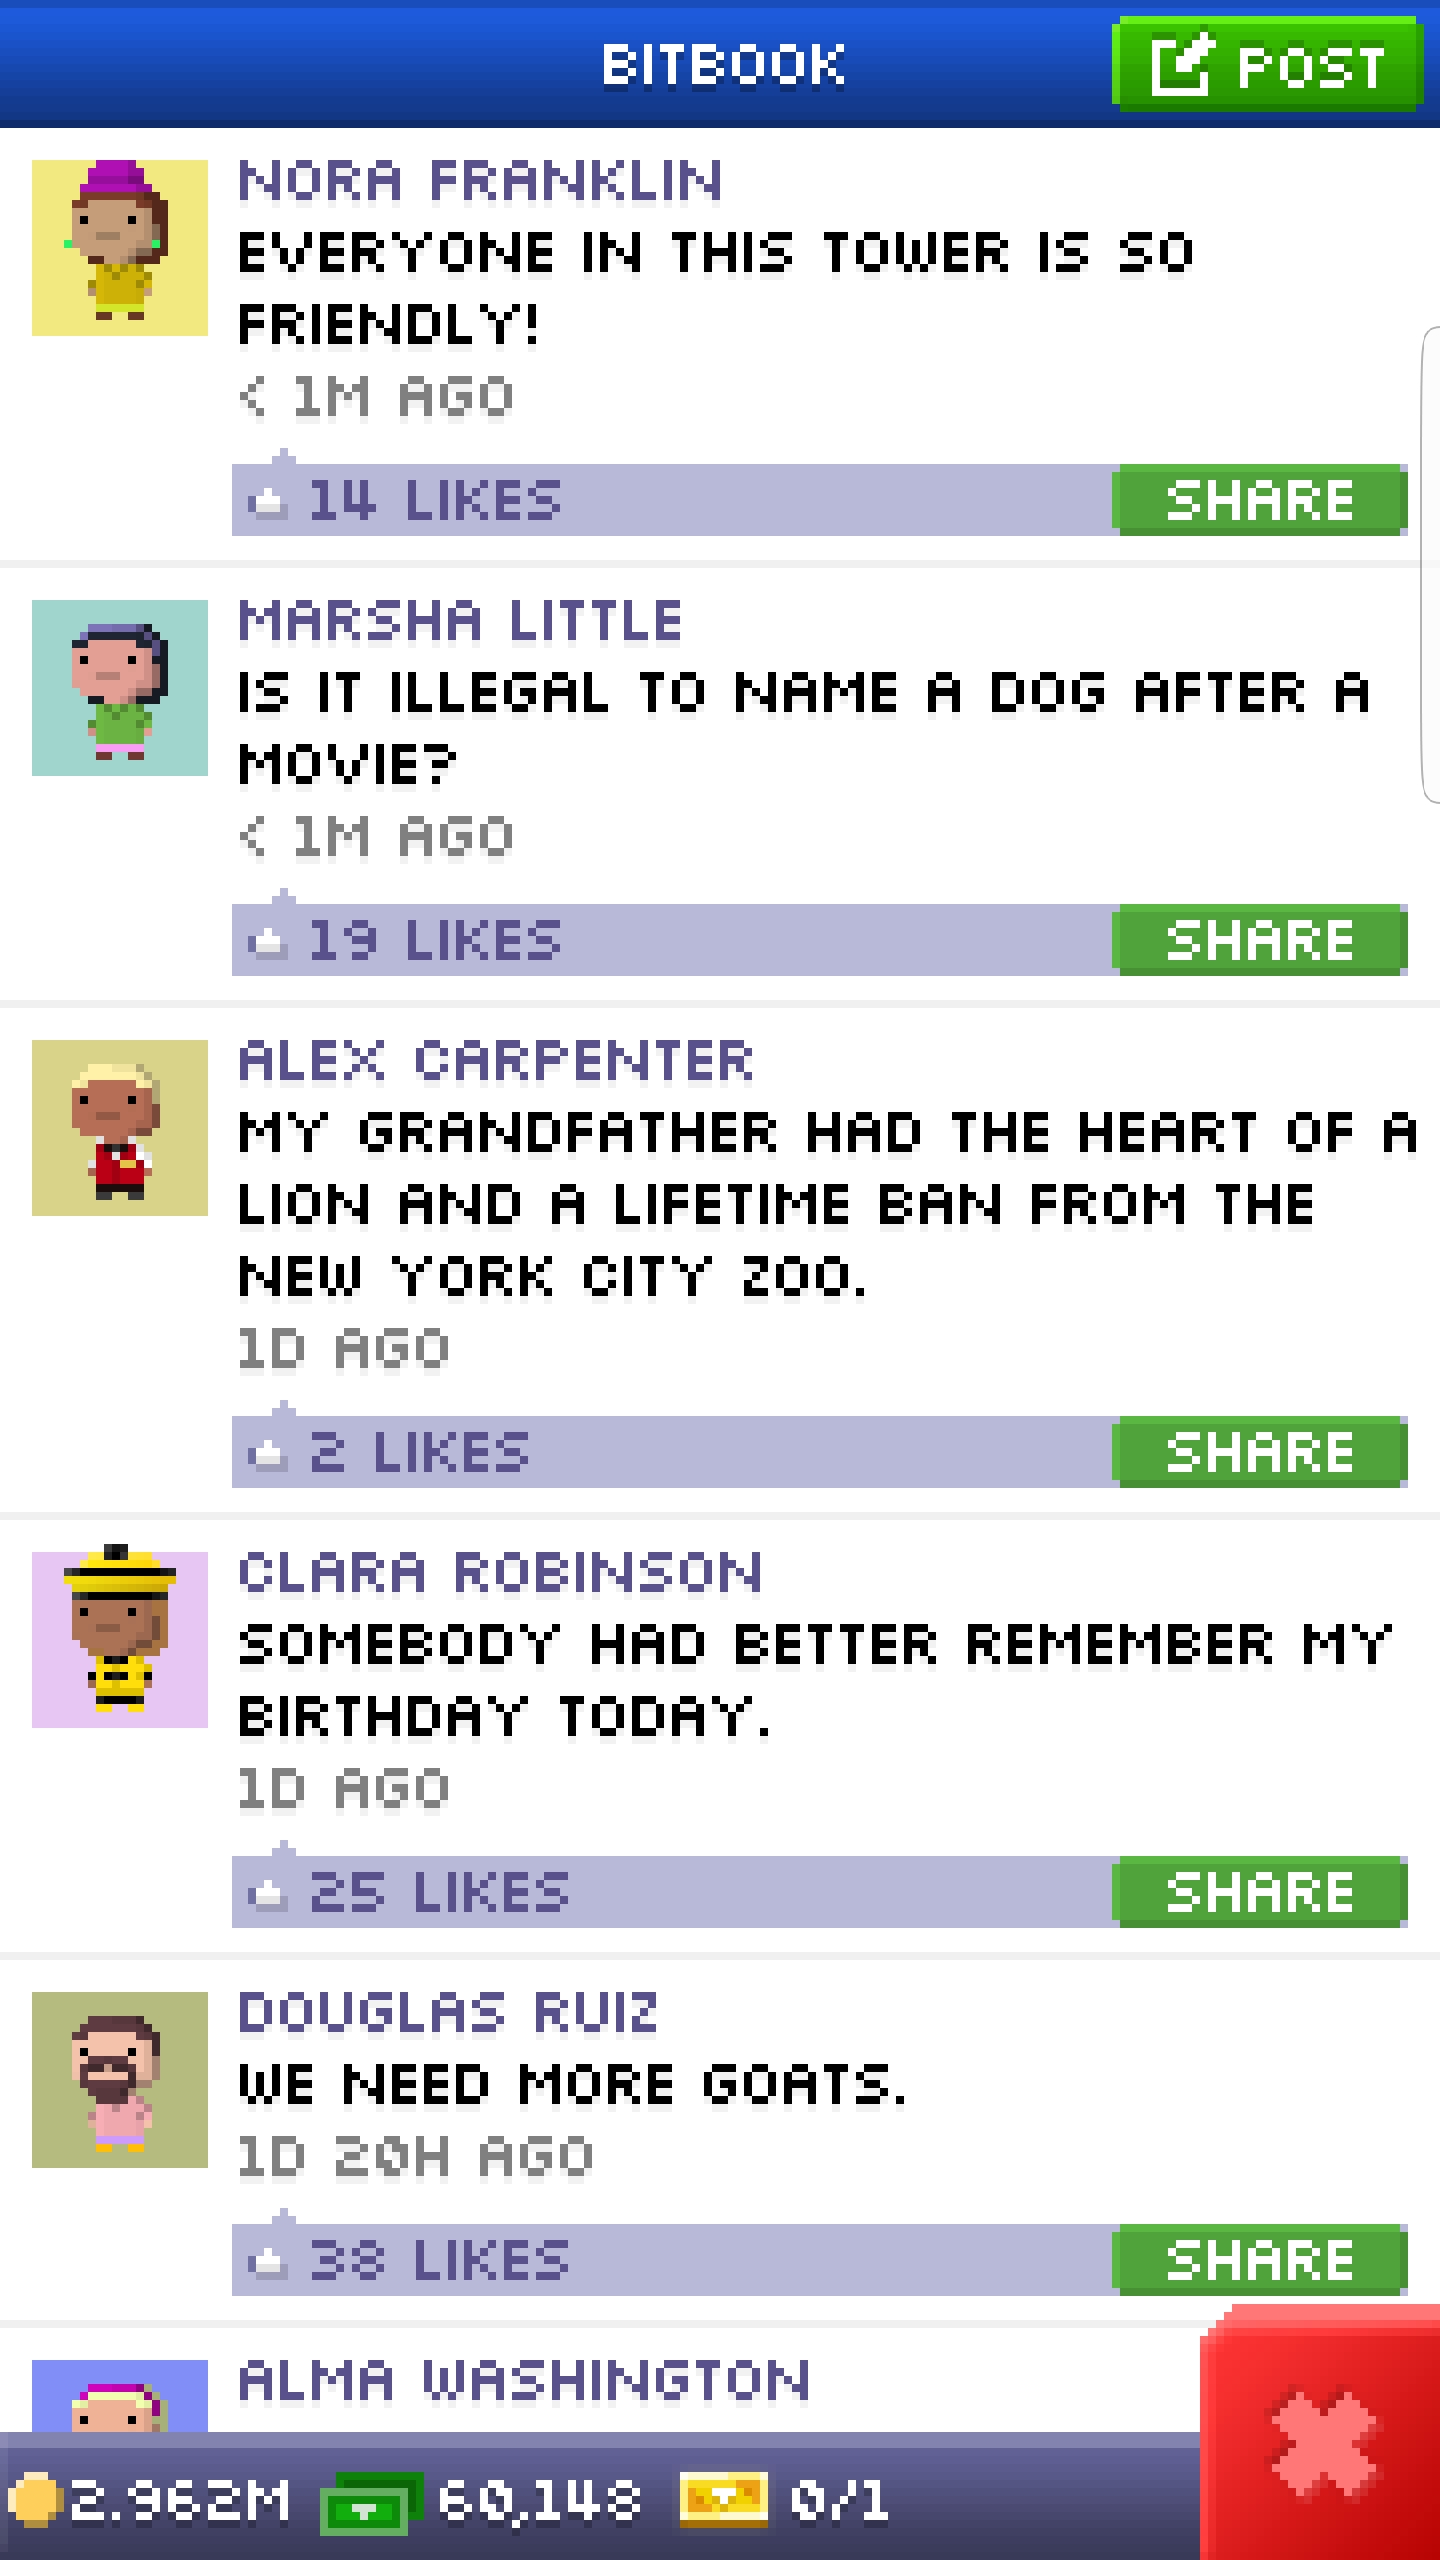 BITBOOK
POST
NORA FRANKLIN
EVERYONE IN THIS TOWER IS SO
FRIENDLY!
< 1M AGO
14 LIKES
SHARE
MARSHA LITTLE
IS IT ILLEGAL TO NAME A DOG AFTER A
MOVIE?
< 1M AGO
19 LIKES
SHARE
ALEX CARPENTER
MY GRANDFATHER HAD THE HEART OF A
LION AND A LIFETIME BAN FROM THE
NEW YORK CITY ZOO.
1D AGO
2 LIKES
SHARE
CLARA ROBINSON
SOMEBODY HAD BETTER REMEMBER MY
BIRTHDAY TODAY.
1D AGO
25 LIKES
SHARE
DOUGLAS RUIZ
WE NEED MORE GOATS.
1D 20H AGO
38 LIKES
SHARE
ALMA WASHINGTON
2.962M 60,148 0/1